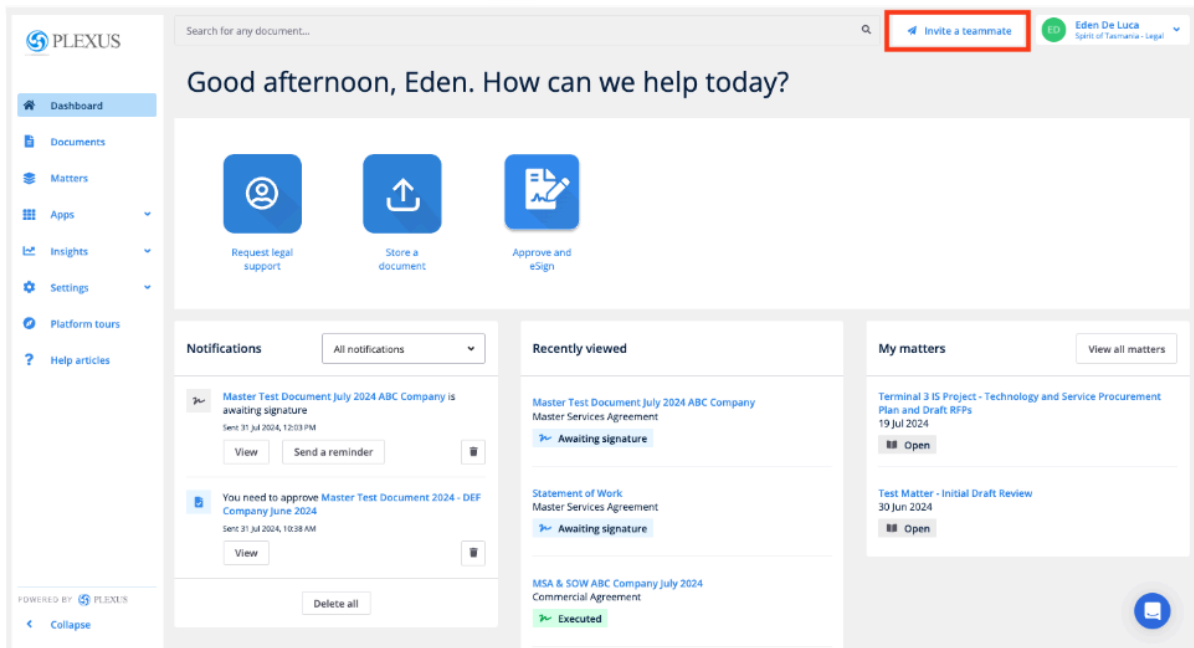 PLEXUS
Search for any document...
Invite a teammate
ED
Eden De Luca
Spirit of Tasmania - Legal
Good afternoon, Eden. How can we help today?
Dashboard
Documents
Matters
Apps
Insights
Settings
Platform tours
Help articles
Request legal
support
Store a
document
Approve and
eSign
Notifications
All notifications
Master Test Document July 2024 ABC Company is
awaiting signature
Sent 31 Jul 2024, 12:03 PM
View
Send a reminder
You need to approve Master Test Document 2024 - DEF
Company June 2024
Sent 31 Jul 2024, 10:38 AM
View
Delete all
Recently viewed
Master Test Document July 2024 ABC Company
Master Services Agreement
Awaiting signature
Statement of Work
Master Services Agreement
Awaiting signature
MSA & SOW ABC Company July 2024
Commercial Agreement
Executed
My matters
View all matters
Terminal 3 IS Project - Technology and Service Procurement
Plan and Draft RFPs
19 Jul 2024
Open
Test Matter - Initial Draft Review
30 Jun 2024
Open
POWERED BY PLEXUS
Collapse